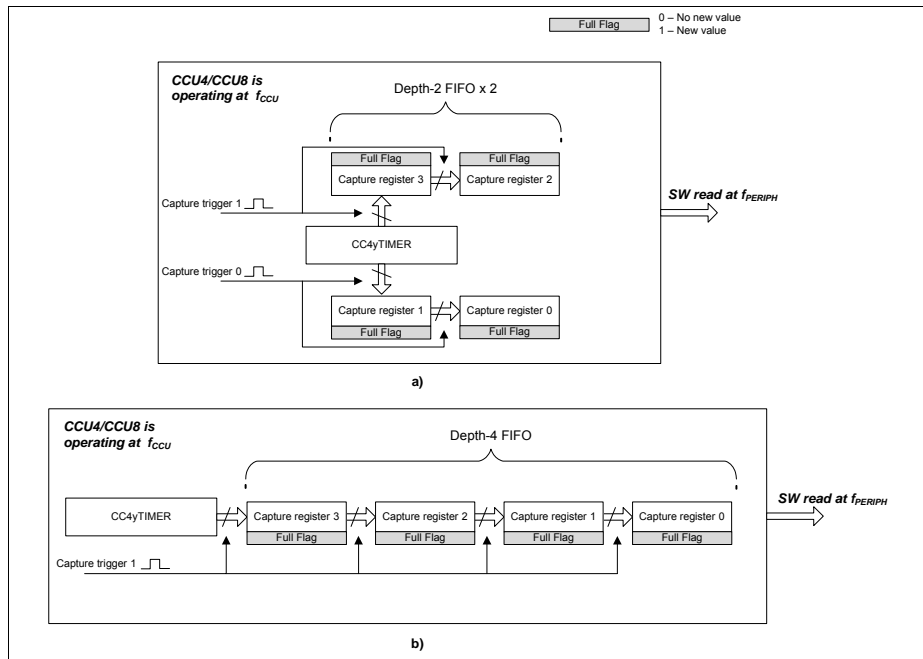 Full Flag
0 – No new value
1 – New value
CCU4/CCU8 is
operating at fCCU
Depth-2 FIFO x 2
Full Flag
Full Flag
Capture register 3
Capture register 2
SW read at fPERIPH
Capture trigger 1
CC4yTIMER
Capture trigger 0
Capture register 1
Capture register 0
Full Flag
Full Flag
a)
CCU4/CCU8 is
operating at fCCU
Depth-4 FIFO
SW read at fPERIPH
CC4yTIMER
Capture register 3
Capture register 2
Capture register 1
Capture register 0
Full Flag
Full Flag
Full Flag
Full Flag
Capture trigger 1
b)